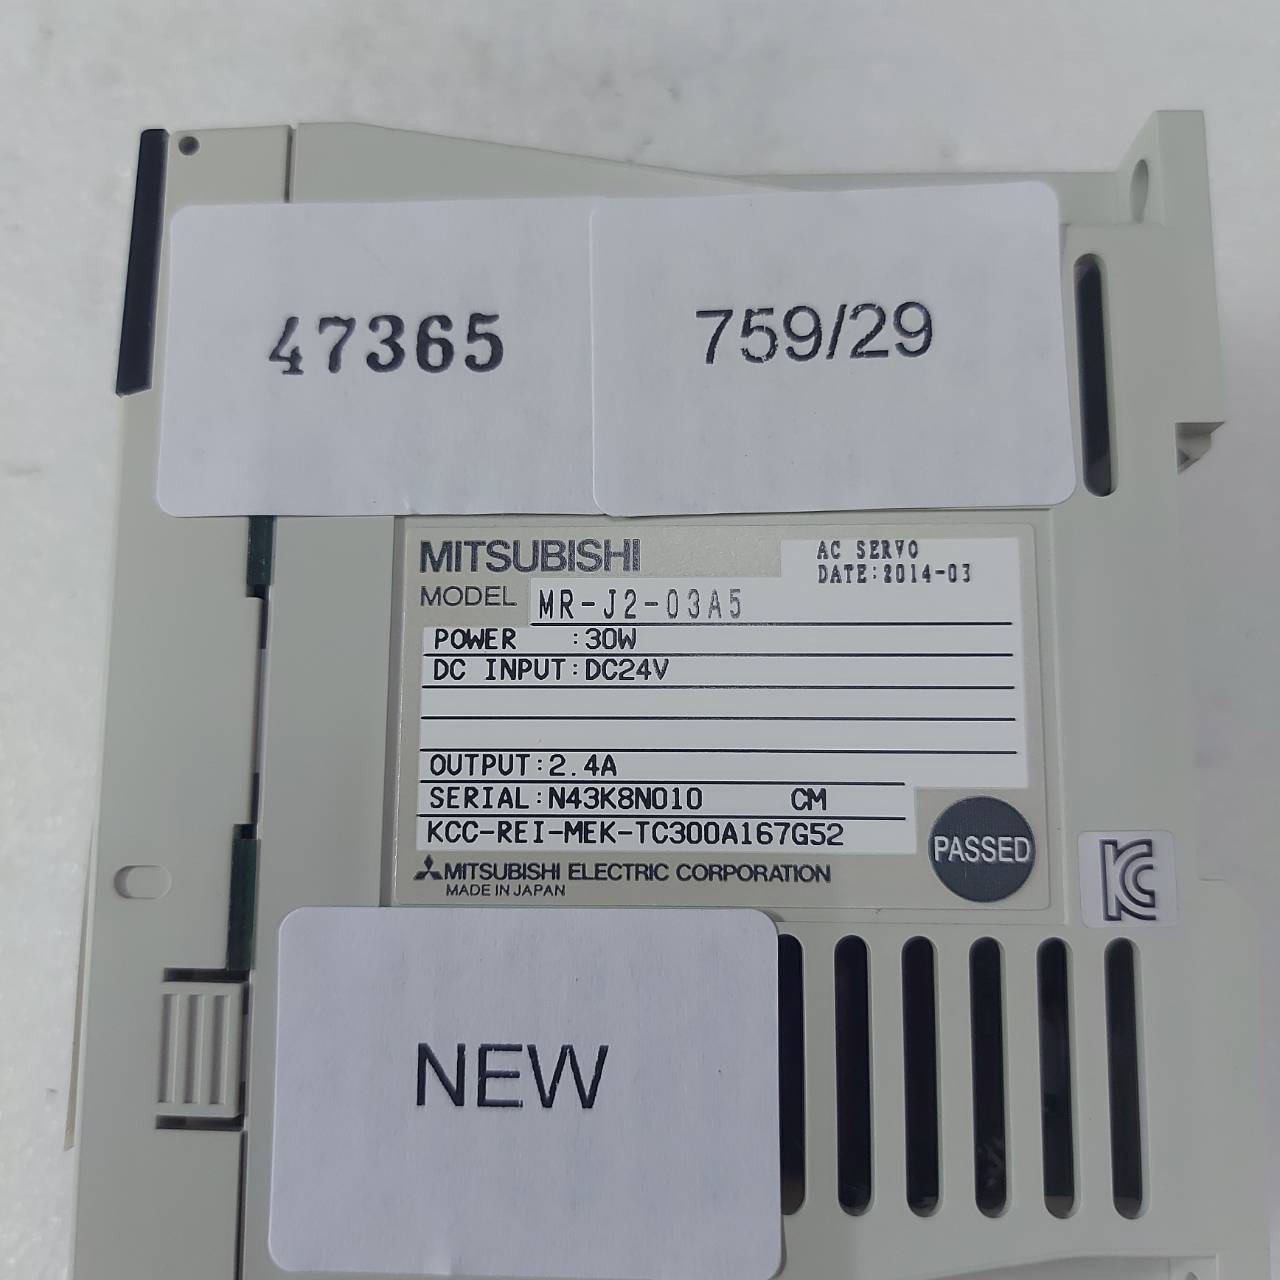 47365
759/29
MITSUBISHI
AC SERVO
DATE:2014-03
MODEL MR-J2-03A5
POWER :30W
DC INPUT:DC24V
OUTPUT:2.4A
SERIAL:N43K8N010 CM
KCC-REI-MEK-TC300A167G52
PASSED
MITSUBISHI ELECTRIC CORPORATION
MADE IN JAPAN
KC
NEW